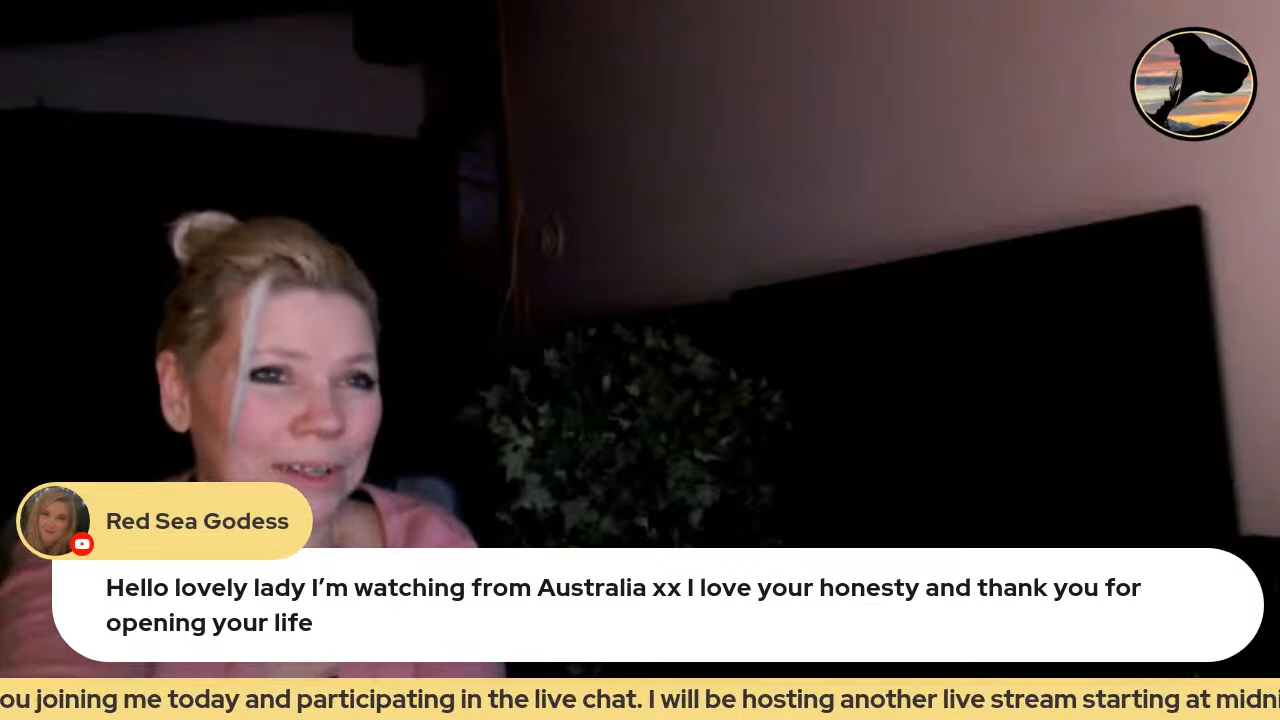 Red Sea Godess
Hello lovely lady I’m watching from Australia xx I love your honesty and thank you for
opening your life
ou joining me today and participating in the live chat. I will be hosting another live stream starting at midni